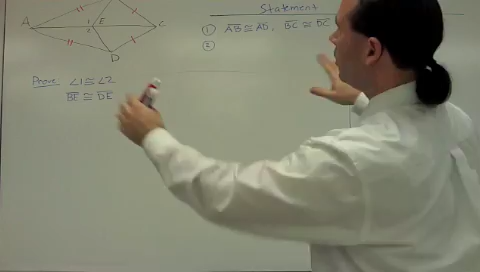 Statement
A
1
E
2
C
D
① AB ≅ AD, BC ≅ DC
②
Prove ∠1 ≅ ∠2
BE ≅ DE